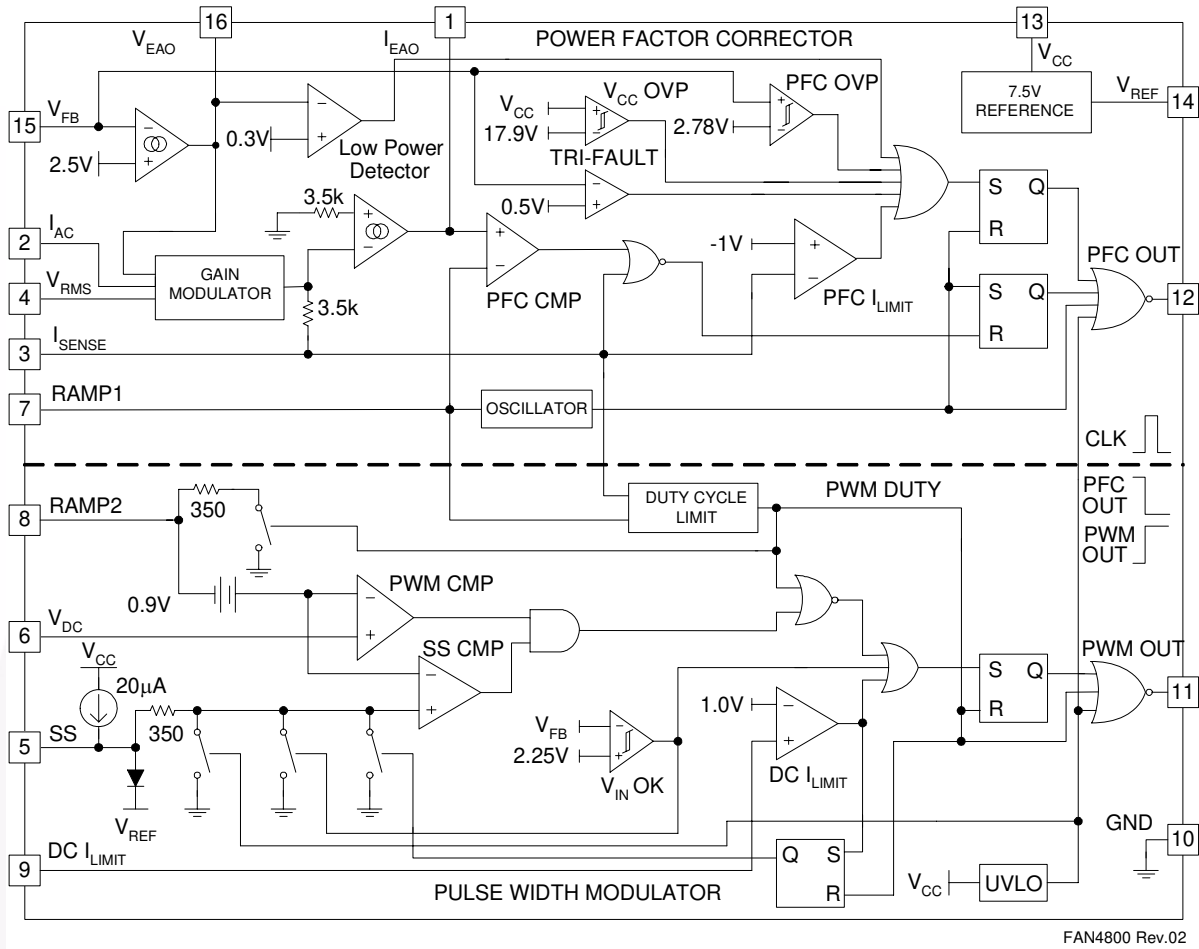 16
1
13
V_EAO
I_EAO
POWER FACTOR CORRECTOR
V_CC
7.5V
REFERENCE
V_REF
14
15
V_FB
2.5V
0.3V
Low Power
Detector
V_CC
17.9V
V_CC OVP
PFC OVP
2.78V
TRI-FAULT
0.5V
3.5k
2
I_AC
4
V_RMS
GAIN
MODULATOR
3.5k
PFC CMP
-1V
PFC I_LIMIT
S
Q
R
S
Q
R
PFC OUT
12
3
I_SENSE
7
RAMP1
OSCILLATOR
CLK
8
RAMP2
350
DUTY CYCLE
LIMIT
PWM DUTY
PFC
OUT
PWM
OUT
0.9V
PWM CMP
6
V_DC
SS CMP
V_CC
20µA
350
5
SS
V_REF
V_FB
2.25V
V_IN OK
1.0V
DC I_LIMIT
S
Q
R
PWM OUT
11
9
DC I_LIMIT
Q
S
R
V_CC
UVLO
GND
10
PULSE WIDTH MODULATOR
FAN4800 Rev.02